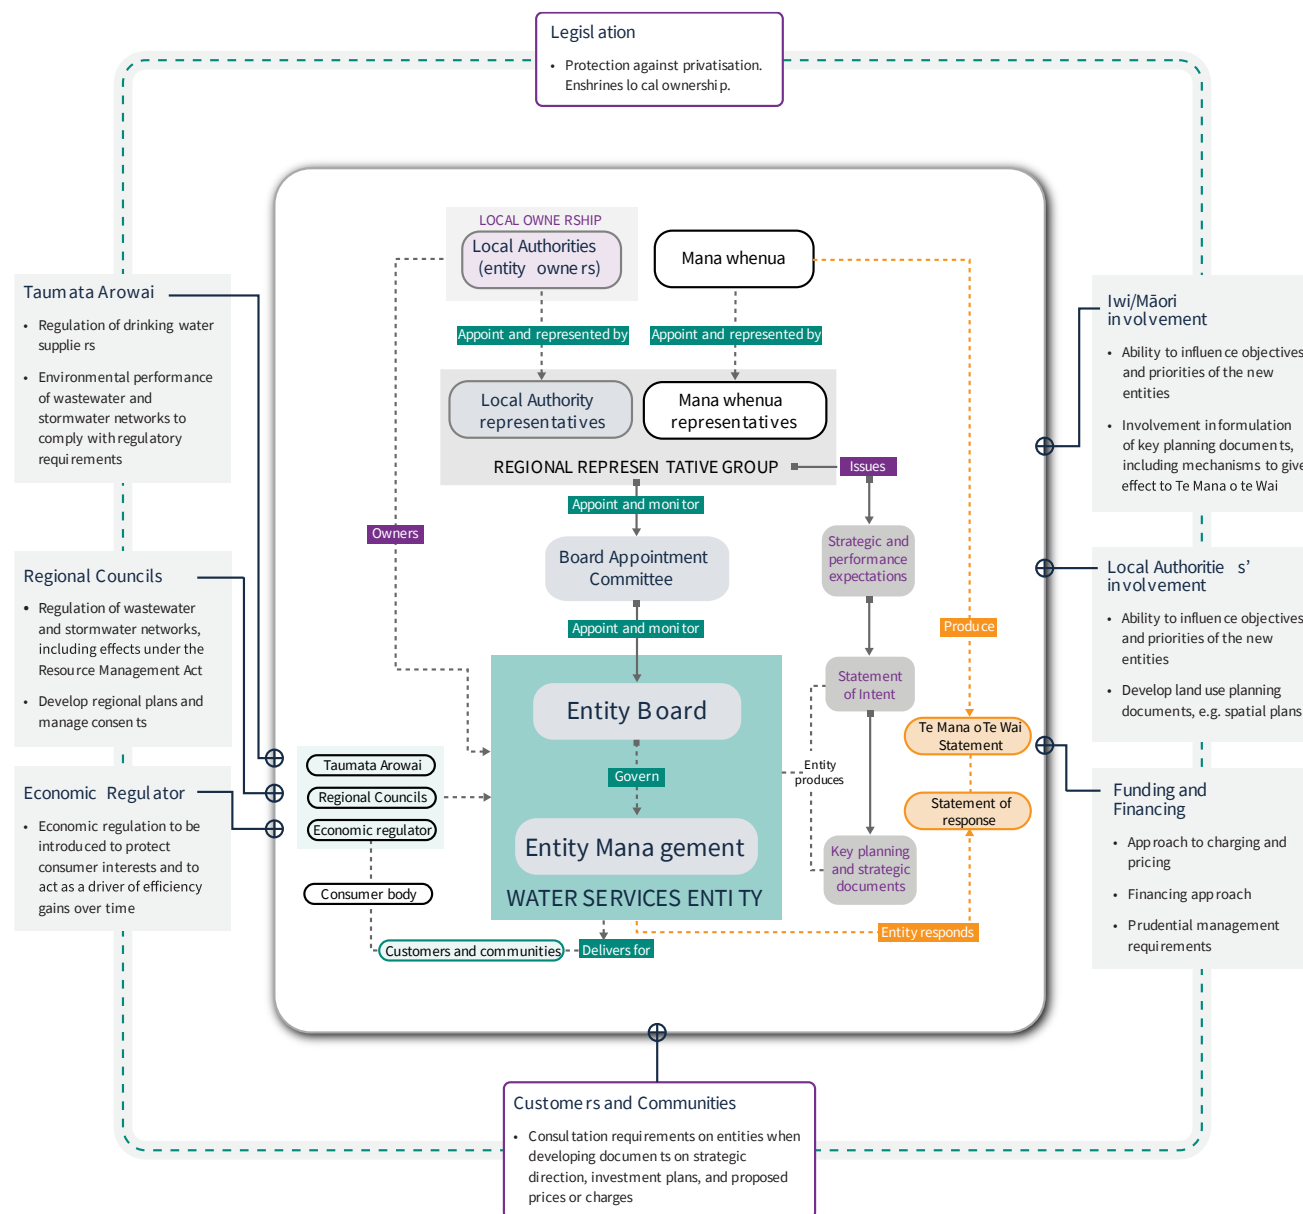 Legislation
• Protection against privatisation.
Enshrines local ownership.
LOCAL OWNERSHIP
Local Authorities
(entity owners)
Mana whenua
Appoint and represented by
Appoint and represented by
Local Authority
representatives
Mana whenua
representatives
REGIONAL REPRESENTATIVE GROUP
Issues
Appoint and monitor
Owners
Board Appointment
Committee
Strategic and
performance
expectations
Appoint and monitor
Produce
Statement
of Intent
Entity Board
Te Mana o Te Wai
Statement
Govern
Entity
produces
Taumata Arowai
Regional Councils
Economic regulator
Statement of
response
Entity Management
Key planning
and strategic
documents
WATER SERVICES ENTITY
Consumer body
Entity responds
Customers and communities
Delivers for
Taumata Arowai
• Regulation of drinking water
suppliers
• Environmental performance
of wastewater and
stormwater networks to
comply with regulatory
requirements
Regional Councils
• Regulation of wastewater
and stormwater networks,
including effects under the
Resource Management Act
• Develop regional plans and
manage consents
Economic Regulator
• Economic regulation to be
introduced to protect
consumer interests and to
act as a driver of efficiency
gains over time
Iwi/Māori
involvement
• Ability to influence objectives
and priorities of the new
entities
• Involvement in formulation
of key planning documents,
including mechanisms to give
effect to Te Mana o te Wai
Local Authorities’
involvement
• Ability to influence objectives
and priorities of the new
entities
• Develop land use planning
documents, e.g. spatial plans
Funding and
Financing
• Approach to charging and
pricing
• Financing approach
• Prudential management
requirements
Customers and Communities
• Consultation requirements on entities when
developing documents on strategic
direction, investment plans, and proposed
prices or charges